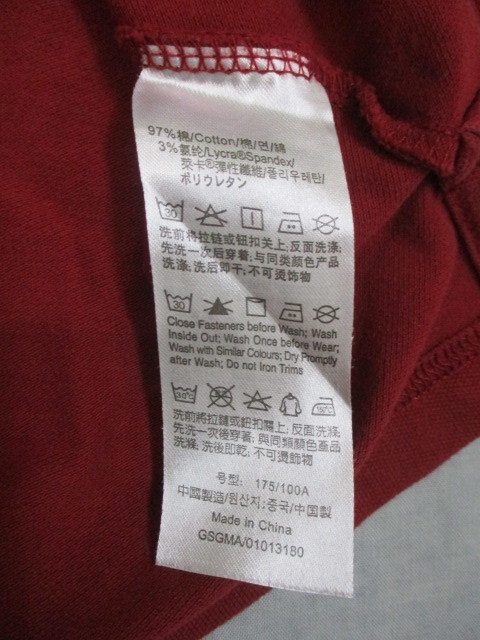 97%棉/Cotton/棉/면/綿
3%氨纶/Lycra®Spandex/
萊卡®彈性纖維/폴리우레탄/
ポリウレタン
30
洗前将拉链或钮扣关上; 反面洗涤;
先洗一次后穿着; 与同类颜色产品
洗涤; 洗后即干; 不可烫饰物
30
Close Fasteners before Wash; Wash
Inside Out; Wash Once before Wear;
Wash with Similar Colours; Dry Promptly
after Wash; Do not Iron Trims
30℃
洗前將拉鏈或鈕扣關上; 反面洗滌;
先洗一次後穿著; 與同類顏色產品
洗滌; 洗後即乾; 不可燙飾物
号型: 175/100A
中國製造/원산지:중국/中国製
Made in China
GSGMA/01013180